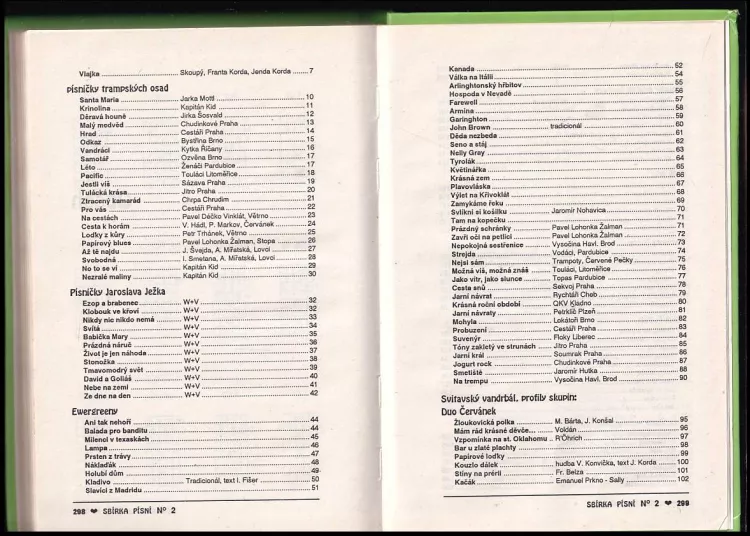 Vlajka ........ Skoupý, Franta Korda, Jenda Korda ........ 7
Písničky trampských osad
Santa Maria ........ Jarka Mottl ........ 10
Krinolína ........ Kapitán Kid ........ 11
Děravá houně ........ Jirka Šosvald ........ 12
Malý medvěd ........ Chudinkové Praha ........ 13
Hrad ........ Cestáři Praha ........ 14
Odkaz ........ Bystřina Brno ........ 15
Vandráci ........ Kytka Říčany ........ 16
Samotář ........ Ozvěna Brno ........ 17
Léto ........ Ženáči Pardubice ........ 17
Pacific ........ Touláci Litoměřice ........ 18
Jestli víš ........ Sázava Praha ........ 19
Tulácká krása ........ Jitro Praha ........ 20
Ztracený kamarád ........ Chrpa Chrudim ........ 21
Pro vás ........ Cestáři Praha ........ 22
Na cestách ........ Pavel Déčko Vinklát, Větrno ........ 23
Cesta k horám ........ V. Hádl, P. Markov, Červánek ........ 24
Loďky z kůry ........ Petr Trhánek, Větrno ........ 25
Papírový blues ........ Pavel Lohonka Žalman, Stopa ........ 26
Až tě najdu ........ J. Švejda, A. Miřatská, Lovci ........ 27
Svobodná ........ I. Smetana, A. Miřatská, Lovci ........ 28
No to se ví ........ Kapitán Kid ........ 29
Nezralé maliny ........ Kapitán Kid ........ 30
Písničky Jaroslava Ježka
Ezop a brabenec ........ W+V ........ 32
Klobouk ve křoví ........ W+V ........ 32
Nikdy nic nikdo nemá ........ W+V ........ 33
Svítá ........ W+V ........ 34
Babička Mary ........ W+V ........ 35
Prázdná náruč ........ W+V ........ 36
Život je jen náhoda ........ W+V ........ 37
Stonožka ........ W+V ........ 38
Tmavomodrý svět ........ W+V ........ 39
David a Goliáš ........ W+V ........ 40
Nebe na zemi ........ W+V ........ 41
Ze dne na den ........ W+V ........ 42
Ewergreeny
Ani tak nehoří ........ 44
Balada pro banditu ........ 44
Milenci v texaskách ........ 45
Lampa ........ 46
Prsten z trávy ........ 47
Náklaďák ........ 48
Holubí dům ........ 49
Kladivo ........ Tradicionál, text I. Fišer ........ 50
Slavíci z Madridu ........ 51
298 ❤ SBÍRKA PÍSNÍ Nº 2
Kanada ........ 52
Válka na Itálii ........ 54
Arlinghtonský hřbitov ........ 55
Hospoda v Nevadě ........ 56
Farewell ........ 57
Armina ........ 58
Garinghton ........ 59
John Brown ........ tradicionál ........ 60
Děda nezbeda ........ 61
Seno a stěj ........ 62
Nelly Gray ........ 63
Tyrolák ........ 64
Květinářka ........ 65
Krásná zem ........ 66
Plavovláska ........ 67
Výlet na Křivoklát ........ 68
Zamykáme řeku ........ 69
Svlíkni si košilku ........ Jaromír Nohavica ........ 70
Tam na kopečku ........ 71
Prázdný schránky ........ Pavel Lohonka Žalman ........ 71
Zavři oči na petlici ........ Pavel Lohonka Žalman ........ 72
Nepokojná sestřenice ........ Vysočina Havl. Brod ........ 73
Strejda ........ Vodáci, Pardubice ........ 74
Nejsi sám ........ Trampoty, Červené Pečky ........ 75
Možná víš, možná znáš ........ Touláci, Litoměřice ........ 76
Jako vítr, jako slunce ........ Topas Pardubice ........ 77
Cesta snů ........ Sekvoj Praha ........ 78
Jarní návrat ........ Rychtáři Cheb ........ 79
Krásná roční období ........ QKV Kladno ........ 80
Jarní návraty ........ Petrklíč Plzeň ........ 81
Mohyla ........ Lokátoři Brno ........ 82
Probuzení ........ Cestáři Praha ........ 83
Suvenýr ........ Floky Liberec ........ 84
Tóny zakletý ve strunách ........ Jitro Praha ........ 85
Jarní král ........ Soumrak Praha ........ 86
Jogurt rock ........ Chudinkové Praha ........ 87
Smetiště ........ Jaromír Hutka ........ 88
Na trempu ........ Vysočina Havl. Brod ........ 90
Svitavský vandrbál, profily skupin:
Duo Červánek
Žloukovická polka ........ M. Bárta, J. Konšal ........ 95
Mám rád krásné děvče... ........ Voldán ........ 96
Vzpomínka na st. Oklahomu .. R'Öhrich ........ 97
Bar u zlaté plachty ........ 98
Papírové loďky ........ 99
Kouzlo dálek ........ hudba V. Konvička, text J. Korda ........ 100
Stíny na prérii ........ Fr. Belza ........ 101
Kačák ........ Emanuel Prkno - Sally ........ 102
SBÍRKA PÍSNÍ Nº 2 ❤ 299